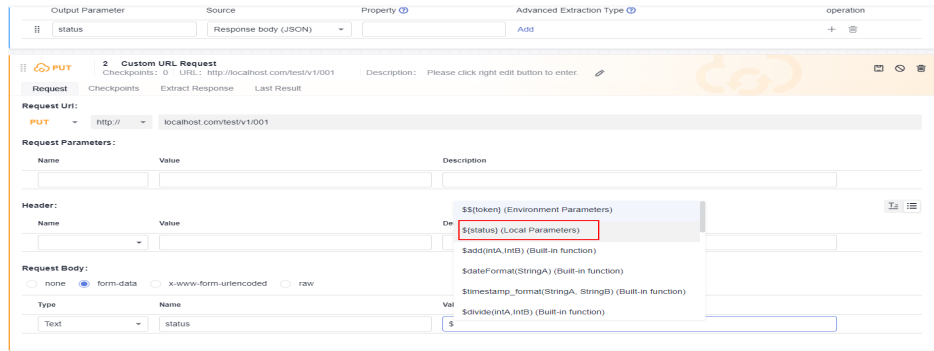 Output Parameter Source Property Advanced Extraction Type operation
status Response body (JSON) Add
PUT 2 Custom URL Request
Checkpoints: 0 URL: http://localhost.com/test/v1/001 Description: Please click right edit button to enter.
Request Checkpoints Extract Response Last Result
Request Url:
PUT http:// localhost.com/test/v1/001
Request Parameters:
Name Value Description
Header:
Name Value De
$${token} (Environment Parameters)
${status} (Local Parameters)
$add(intA,IntB) (Built-in function)
$dateFormat(StringA) (Built-in function)
$timestamp_format(StringA, StringB) (Built-in function)
$divide(intA,IntB) (Built-in function)
Request Body:
none form-data x-www-form-urlencoded raw
Type Name Val
Text status $